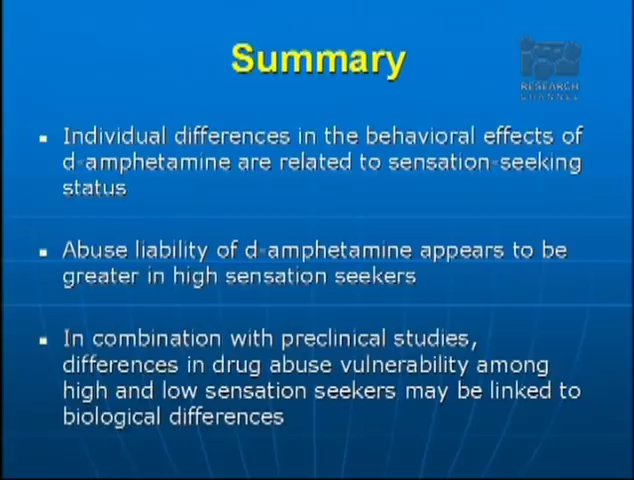 Summary
RESEARCH
CHANNEL
Individual differences in the behavioral effects of
d-amphetamine are related to sensation-seeking
status
Abuse liability of d-amphetamine appears to be
greater in high sensation seekers
In combination with preclinical studies,
differences in drug abuse vulnerability among
high and low sensation seekers may be linked to
biological differences